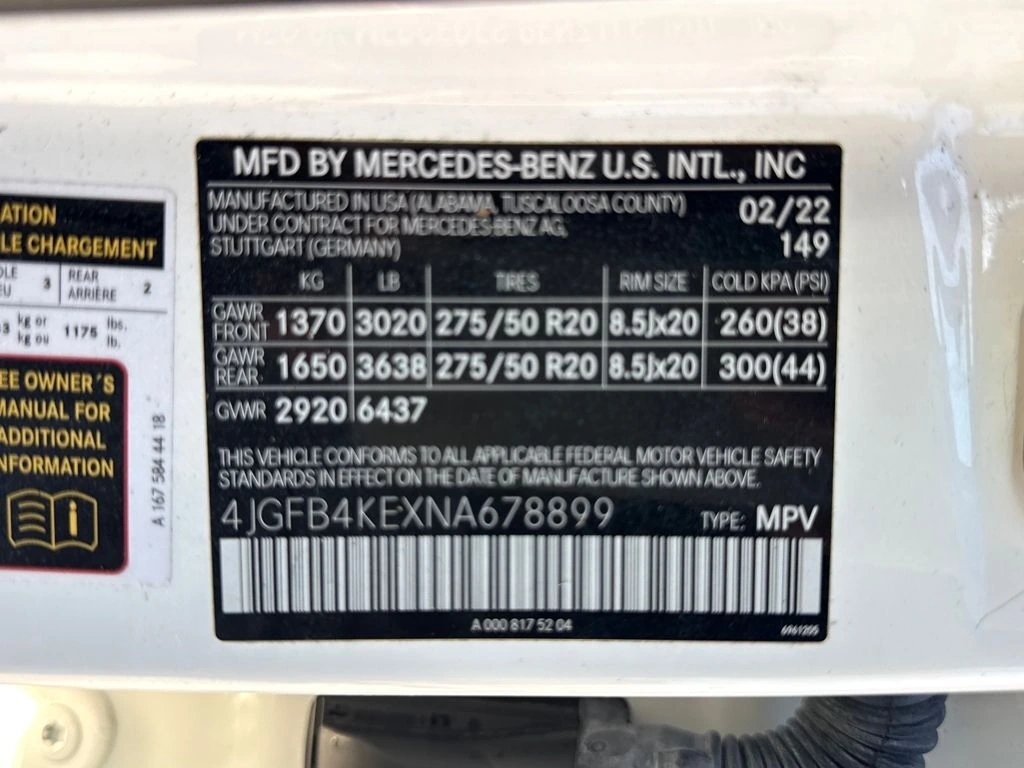 MFD BY MERCEDES-BENZ U.S. INTL., INC
MANUFACTURED IN USA (ALABAMA, TUSCALOOSA COUNTY)
UNDER CONTRACT FOR MERCEDES-BENZ AG,
STUTTGART (GERMANY)
02/22
149
KG LB TIRES RIM SIZE COLD KPA (PSI)
GAWR FRONT 1370 3020 275/50 R20 8.5Jx20 260(38)
GAWR REAR 1650 3638 275/50 R20 8.5Jx20 300(44)
GVWR 2920 6437
THIS VEHICLE CONFORMS TO ALL APPLICABLE FEDERAL MOTOR VEHICLE SAFETY
STANDARDS IN EFFECT ON THE DATE OF MANUFACTURE SHOWN ABOVE.
4JGFB4KEXNA678899 TYPE: MPV
A 000 817 52 04
6961205
ATION
LE CHARGEMENT
3 REAR ARRIÈRE 2
kg or kg ou 1175 lbs. lb.
EE OWNER´S
MANUAL FOR
ADDITIONAL
NFORMATION
i
A 167 584 44 18